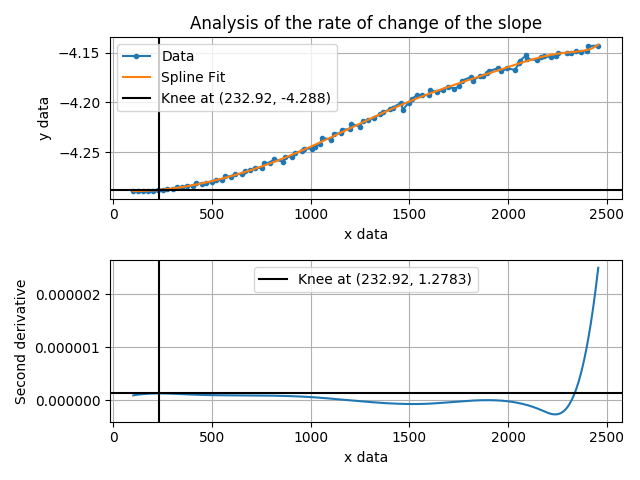 Analysis of the rate of change of the slope
Data
Spline Fit
Knee at (232.92, -4.288)
−4.15
−4.20
−4.25
y data
0 500 1000 1500 2000 2500
x data
Knee at (232.92, 1.2783)
0.000002
0.000001
0.000000
Second derivative
0 500 1000 1500 2000 2500
x data